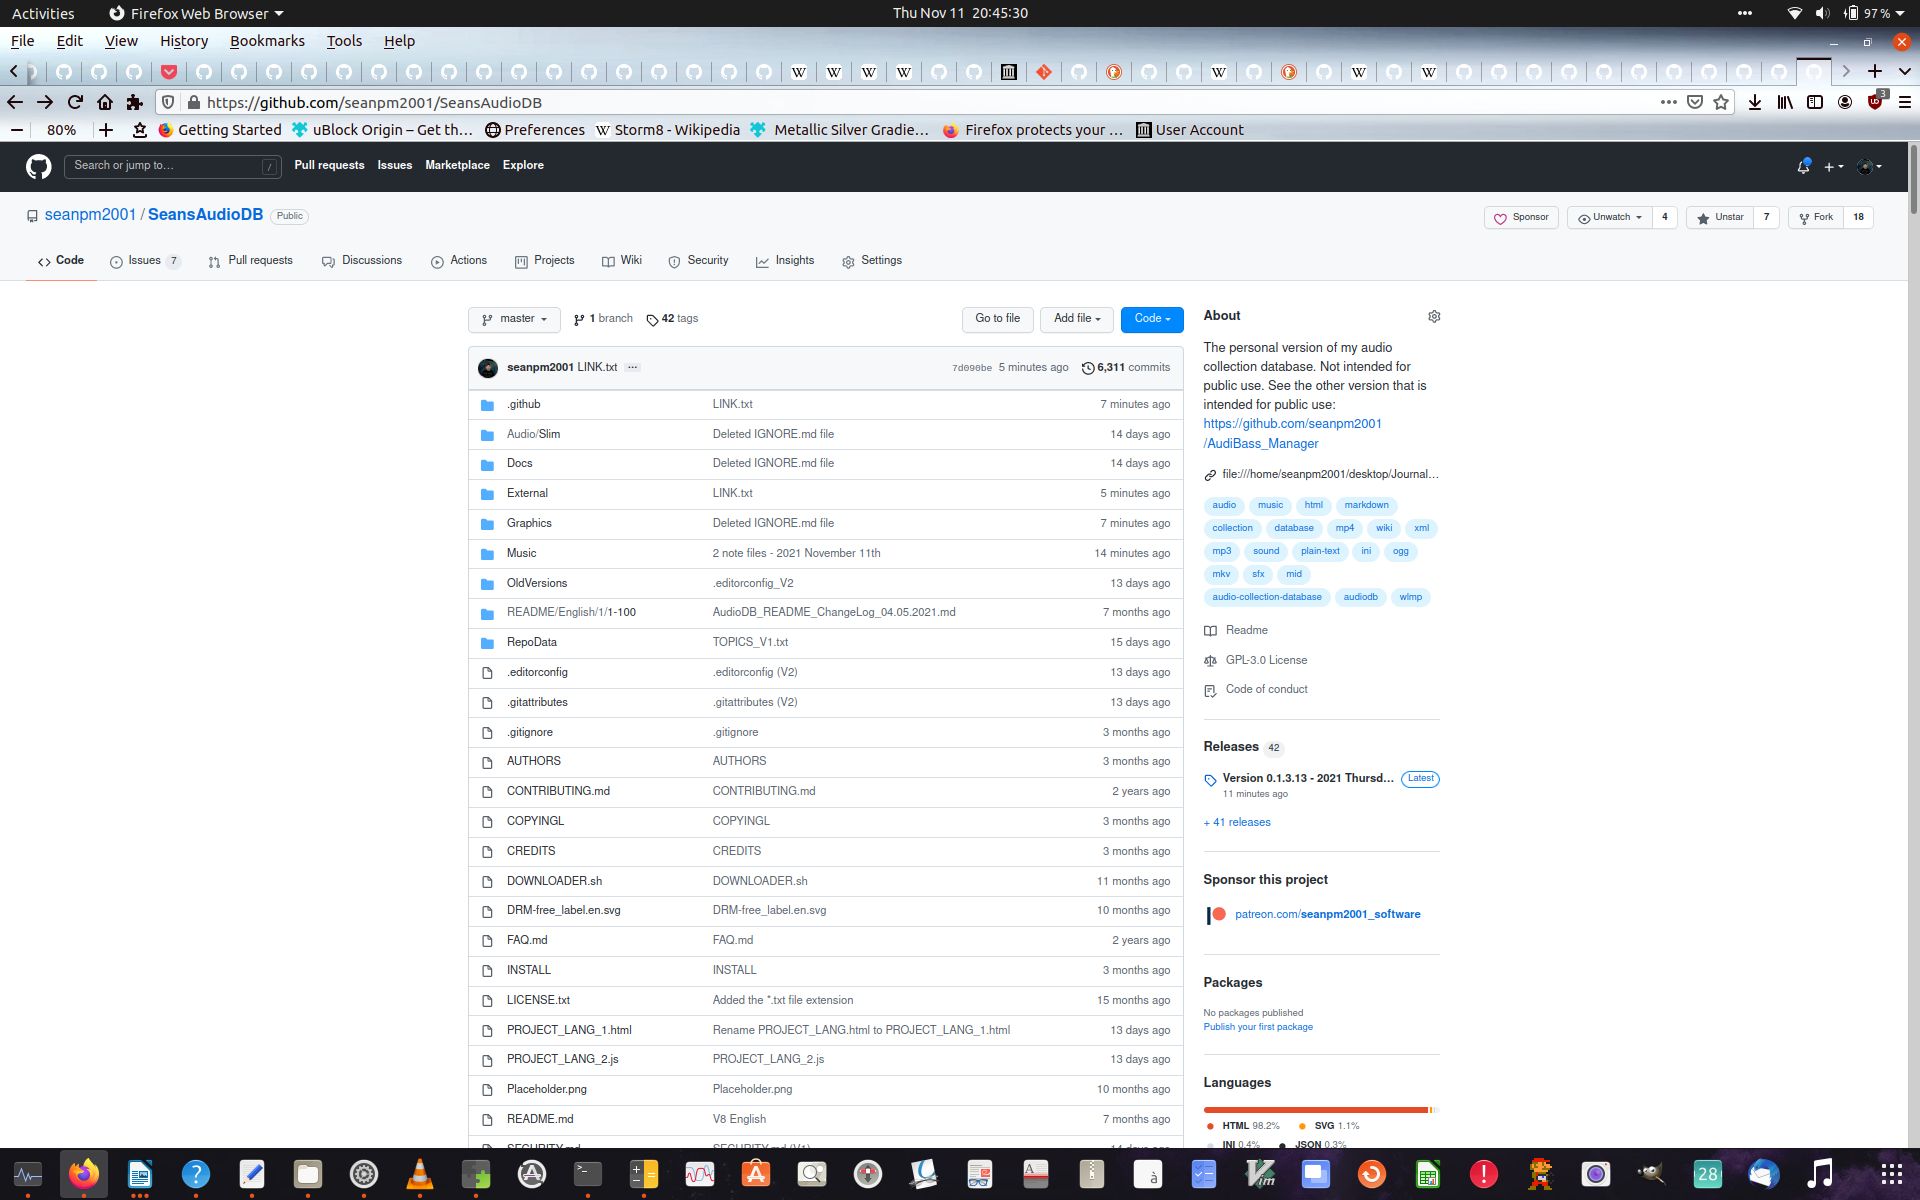 Activities Firefox Web Browser Thu Nov 11 20:45:30 97 %
File Edit View History Bookmarks Tools Help
https://github.com/seanpm2001/SeansAudioDB 3
80% Getting Started uBlock Origin – Get th… Preferences Storm8 - Wikipedia Metallic Silver Gradie… Firefox protects your … User Account
Search or jump to… / Pull requests Issues Marketplace Explore
seanpm2001 / SeansAudioDB Public Sponsor Unwatch 4 Unstar 7 Fork 18
Code Issues 7 Pull requests Discussions Actions Projects Wiki Security Insights Settings
master 1 branch 42 tags Go to file Add file Code
seanpm2001 LINK.txt ... 7d090be 5 minutes ago 6,311 commits
.github LINK.txt 7 minutes ago
Audio/Slim Deleted IGNORE.md file 14 days ago
Docs Deleted IGNORE.md file 14 days ago
External LINK.txt 5 minutes ago
Graphics Deleted IGNORE.md file 7 minutes ago
Music 2 note files - 2021 November 11th 14 minutes ago
OldVersions .editorconfig_V2 13 days ago
README/English/1/1-100 AudioDB_README_ChangeLog_04.05.2021.md 7 months ago
RepoData TOPICS_V1.txt 15 days ago
.editorconfig .editorconfig (V2) 13 days ago
.gitattributes .gitattributes (V2) 13 days ago
.gitignore .gitignore 3 months ago
AUTHORS AUTHORS 3 months ago
CONTRIBUTING.md CONTRIBUTING.md 2 years ago
COPYINGL COPYINGL 3 months ago
CREDITS CREDITS 3 months ago
DOWNLOADER.sh DOWNLOADER.sh 11 months ago
DRM-free_label.en.svg DRM-free_label.en.svg 10 months ago
FAQ.md FAQ.md 2 years ago
INSTALL INSTALL 3 months ago
LICENSE.txt Added the *.txt file extension 15 months ago
PROJECT_LANG_1.html Rename PROJECT_LANG.html to PROJECT_LANG_1.html 13 days ago
PROJECT_LANG_2.js PROJECT_LANG_2.js 13 days ago
Placeholder.png Placeholder.png 10 months ago
README.md V8 English 7 months ago
SECURITY.md SECURITY.md (V1) 14 days ago
About
The personal version of my audio
collection database. Not intended for
public use. See the other version that is
intended for public use:
https://github.com/seanpm2001
/AudiBass_Manager
file:///home/seanpm2001/desktop/Journal…
audio music html markdown
collection database mp4 wiki xml
mp3 sound plain-text ini ogg
mkv sfx mid
audio-collection-database audiodb wlmp
Readme
GPL-3.0 License
Code of conduct
Releases 42
Version 0.1.3.13 - 2021 Thursd… Latest
11 minutes ago
+ 41 releases
Sponsor this project
patreon.com/seanpm2001_software
Packages
No packages published
Publish your first package
Languages
HTML 98.2% SVG 1.1%
INI 0.4% JSON 0.3%
28